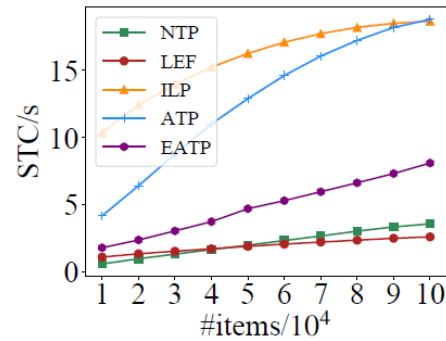 NTP
LEF
ILP
ATP
EATP
STC/s
15
10
5
0
1 2 3 4 5 6 7 8 9 10
#items/10⁴